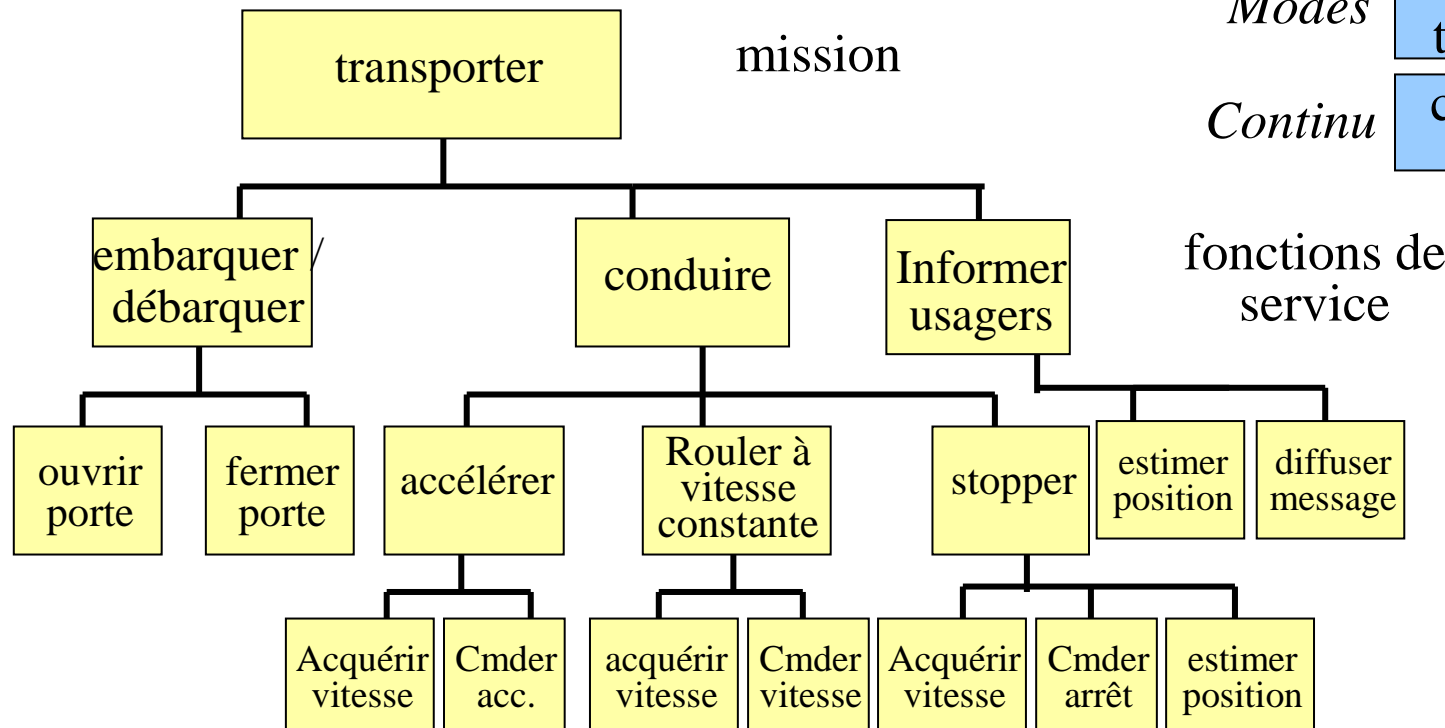 Modes
t
transporter
mission
Continu
c
embarquer /
débarquer
conduire
Informer
usagers
fonctions de
service
ouvrir
porte
fermer
porte
accélérer
Rouler à
vitesse
constante
stopper
estimer
position
diffuser
message
Acquérir
vitesse
Cmder
acc.
acquérir
vitesse
Cmder
vitesse
Acquérir
vitesse
Cmder
arrêt
estimer
position